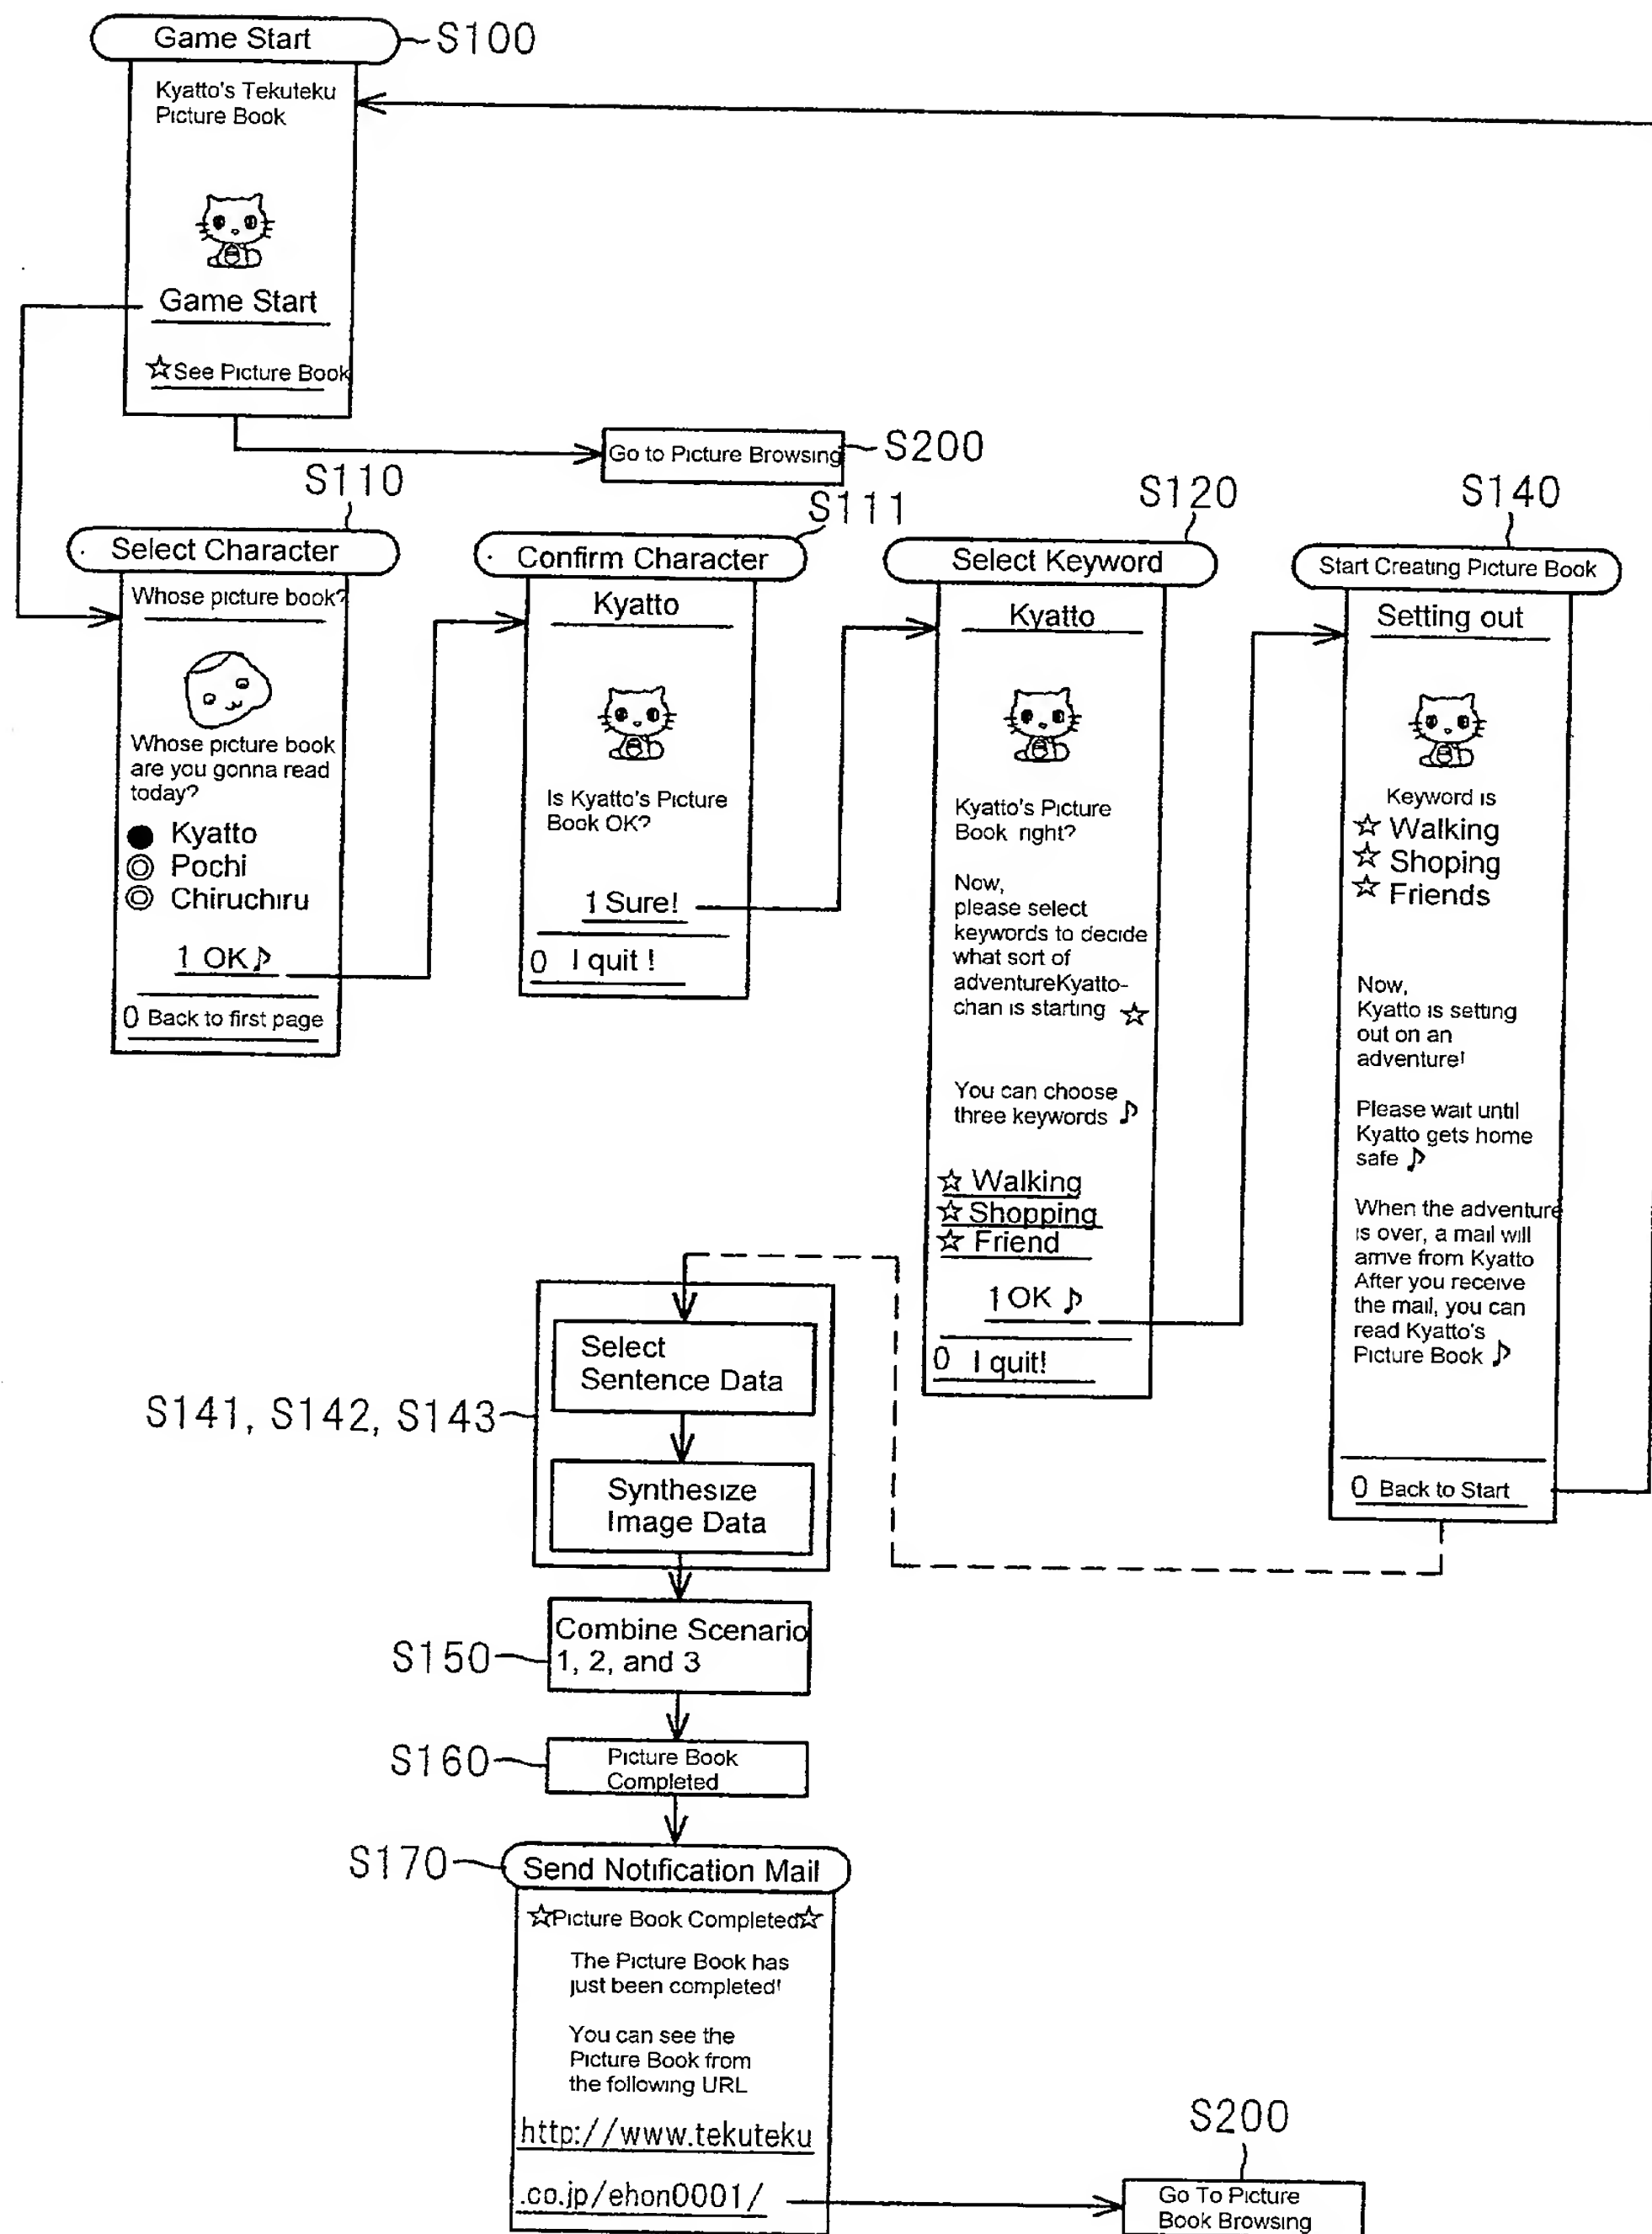 Game Start
S100
Kyatto's Tekuteku
Picture Book
Game Start
☆See Picture Book
Go to Picture Browsing
S200
S110
Select Character
Whose picture book?
Whose picture book
are you gonna read
today?
● Kyatto
◎ Pochi
◎ Chiruchiru
1 OK♪
0 Back to first page
S111
Confirm Character
Kyatto
Is Kyatto's Picture
Book OK?
1 Sure!
0 I quit !
S120
Select Keyword
Kyatto
Kyatto's Picture
Book right?
Now,
please select
keywords to decide
what sort of
adventureKyatto-
chan is starting ☆
You can choose
three keywords ♪
☆ Walking
☆ Shopping
☆ Friend
1 OK ♪
0 I quit!
S140
Start Creating Picture Book
Setting out
Keyword is
☆ Walking
☆ Shoping
☆ Friends
Now,
Kyatto is setting
out on an
adventure!
Please wait until
Kyatto gets home
safe ♪
When the adventure
is over, a mail will
arrive from Kyatto
After you receive
the mail, you can
read Kyatto's
Picture Book ♪
0 Back to Start
S141, S142, S143
Select
Sentence Data
Synthesize
Image Data
S150
Combine Scenario
1, 2, and 3
S160
Picture Book
Completed
S170
Send Notification Mail
☆Picture Book Completed☆
The Picture Book has
just been completed!
You can see the
Picture Book from
the following URL
http://www.tekuteku
.co.jp/ehon0001/
S200
Go To Picture
Book Browsing